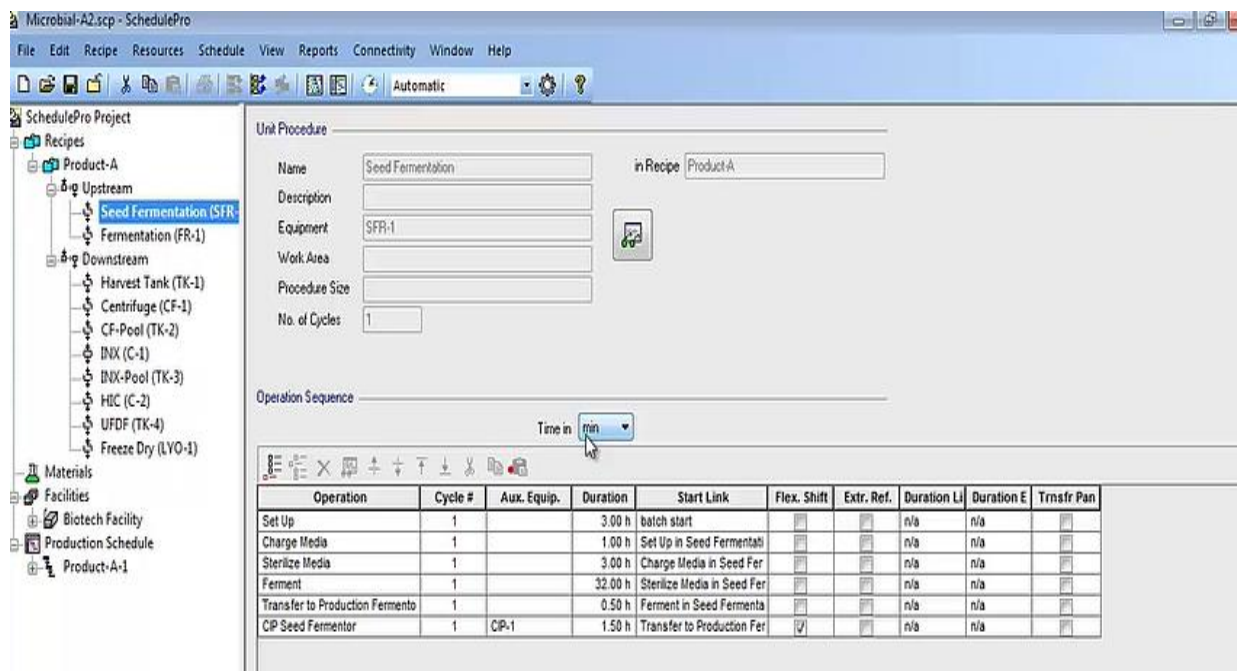 Microbial-A2.scp - SchedulePro
File Edit Recipe Resources Schedule View Reports Connectivity Window Help
Automatic
SchedulePro Project
Recipes
Product-A
Upstream
Seed Fermentation (SFR-
Fermentation (FR-1)
Downstream
Harvest Tank (TK-1)
Centrifuge (CF-1)
CF-Pool (TK-2)
INX (C-1)
INX-Pool (TK-3)
HIC (C-2)
UFDF (TK-4)
Freeze Dry (LYO-1)
Materials
Facilities
Biotech Facility
Production Schedule
Product-A-1
Unit Procedure
Name Seed Fermentation in Recipe Product-A
Description
Equipment SFR-1
Work Area
Procedure Size
No. of Cycles 1
Operation Sequence
Time in min
Operation Cycle # Aux. Equip. Duration Start Link Flex. Shift Extr. Ref. Duration Li Duration E Trnsfr Pan
Set Up 1 3.00 h batch start n/a n/a
Charge Media 1 1.00 h Set Up in Seed Fermentati n/a n/a
Sterilize Media 1 3.00 h Charge Media in Seed Fer n/a n/a
Ferment 1 32.00 h Sterilize Media in Seed Fer n/a n/a
Transfer to Production Fermento 1 0.50 h Ferment in Seed Fermenta n/a n/a
CIP Seed Fermentor 1 CIP-1 1.50 h Transfer to Production Fer n/a n/a